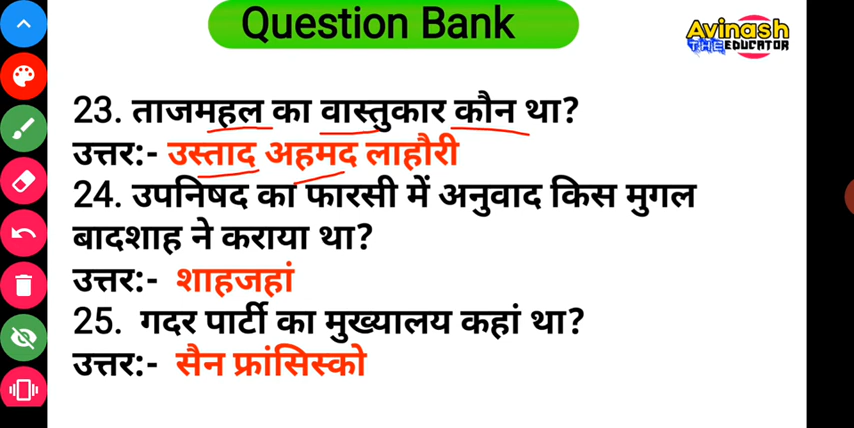 Question Bank
Avinash
THE EDUCATOR
23. ताजमहल का वास्तुकार कौन था?
उत्तर:- उस्ताद अहमद लाहौरी
24. उपनिषद का फारसी में अनुवाद किस मुगल
बादशाह ने कराया था?
उत्तर:- शाहजहां
25. गदर पार्टी का मुख्यालय कहां था?
उत्तर:- सैन फ्रांसिस्को